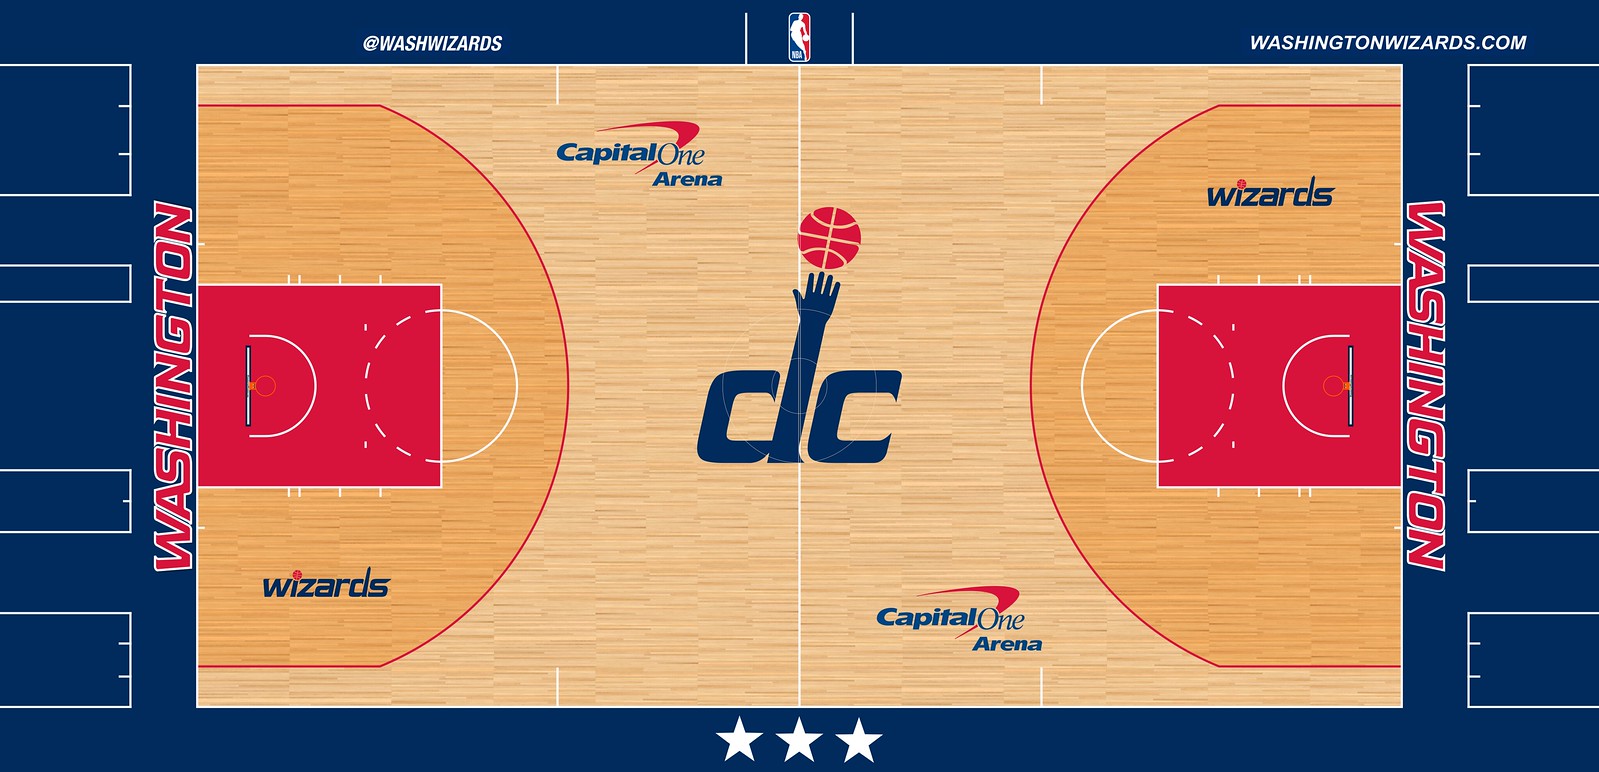 @WASHWIZARDS
NBA
WASHINGTONWIZARDS.COM
CapitalOne
Arena
wizards
WASHINGTON
WASHINGTON
dc
wizards
CapitalOne
Arena